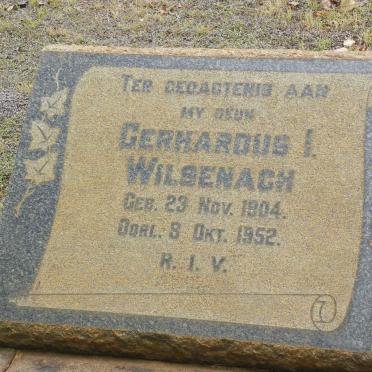 TER GEDAGTENIS AAN
MY SEUN
GERHARDUS I.
WILSENACH
GEB. 23 NOV. 1904.
OORL. 8 OKT. 1952.
R. I. V.